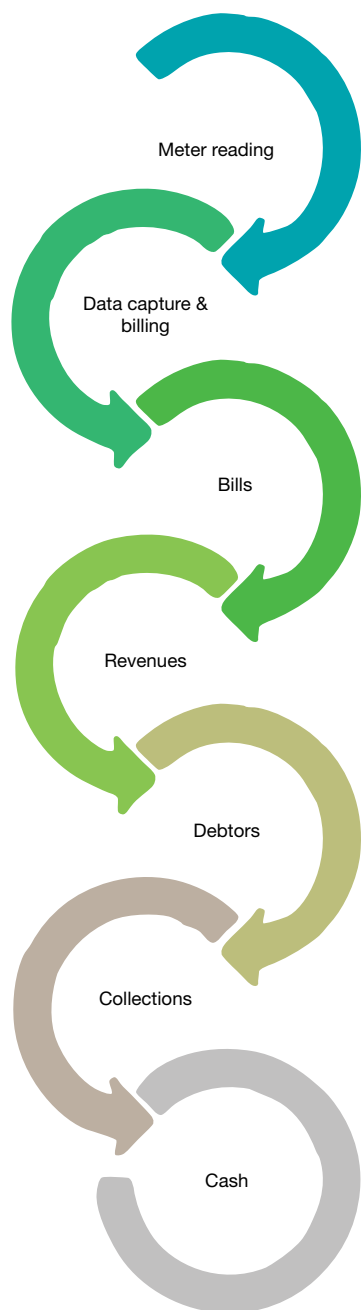 Meter reading
Data capture &
billing
Bills
Revenues
Debtors
Collections
Cash